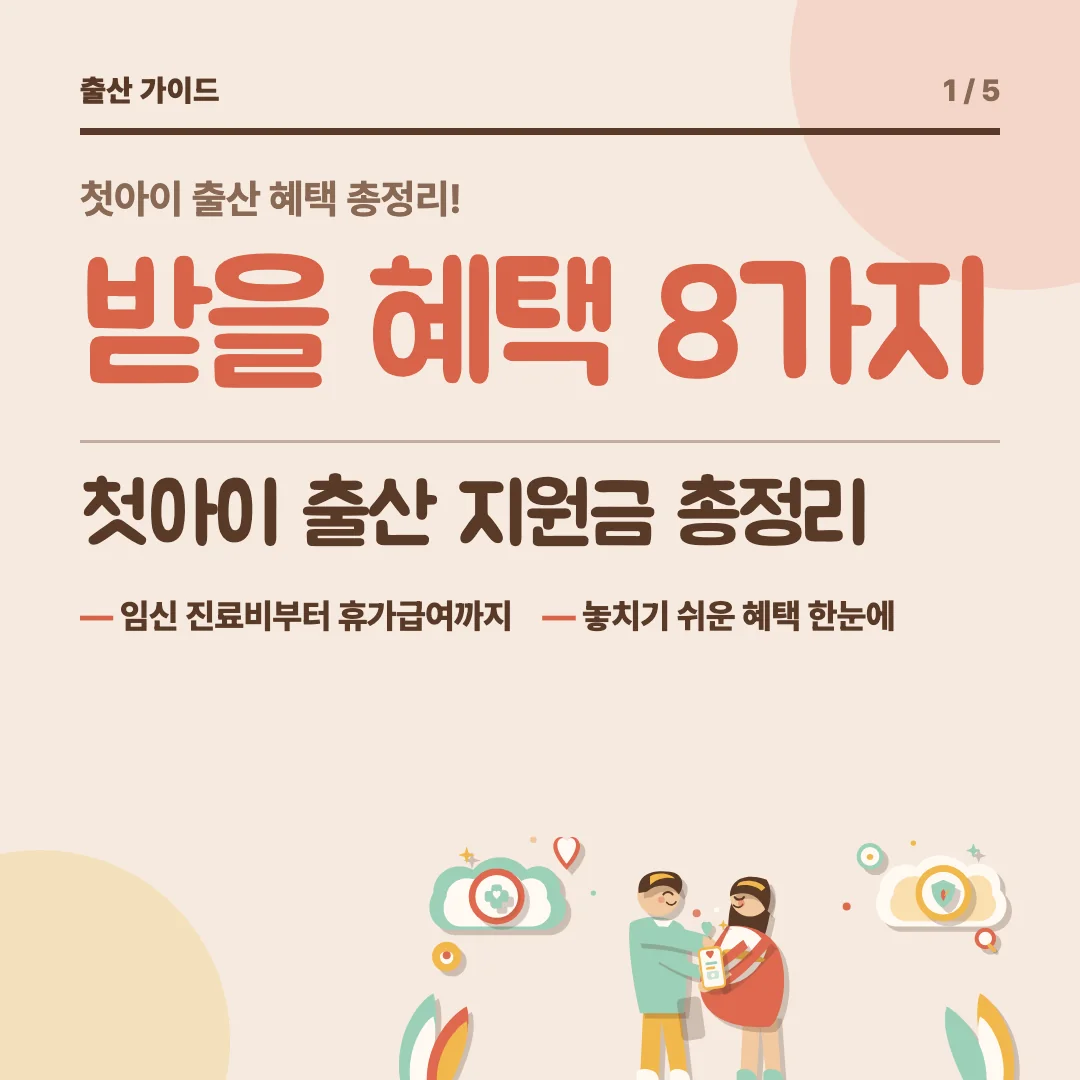 출산 가이드
1 / 5
첫아이 출산 혜택 총정리!
받을 혜택 8가지
첫아이 출산 지원금 총정리
— 임신 진료비부터 휴가급여까지 — 놓치기 쉬운 혜택 한눈에